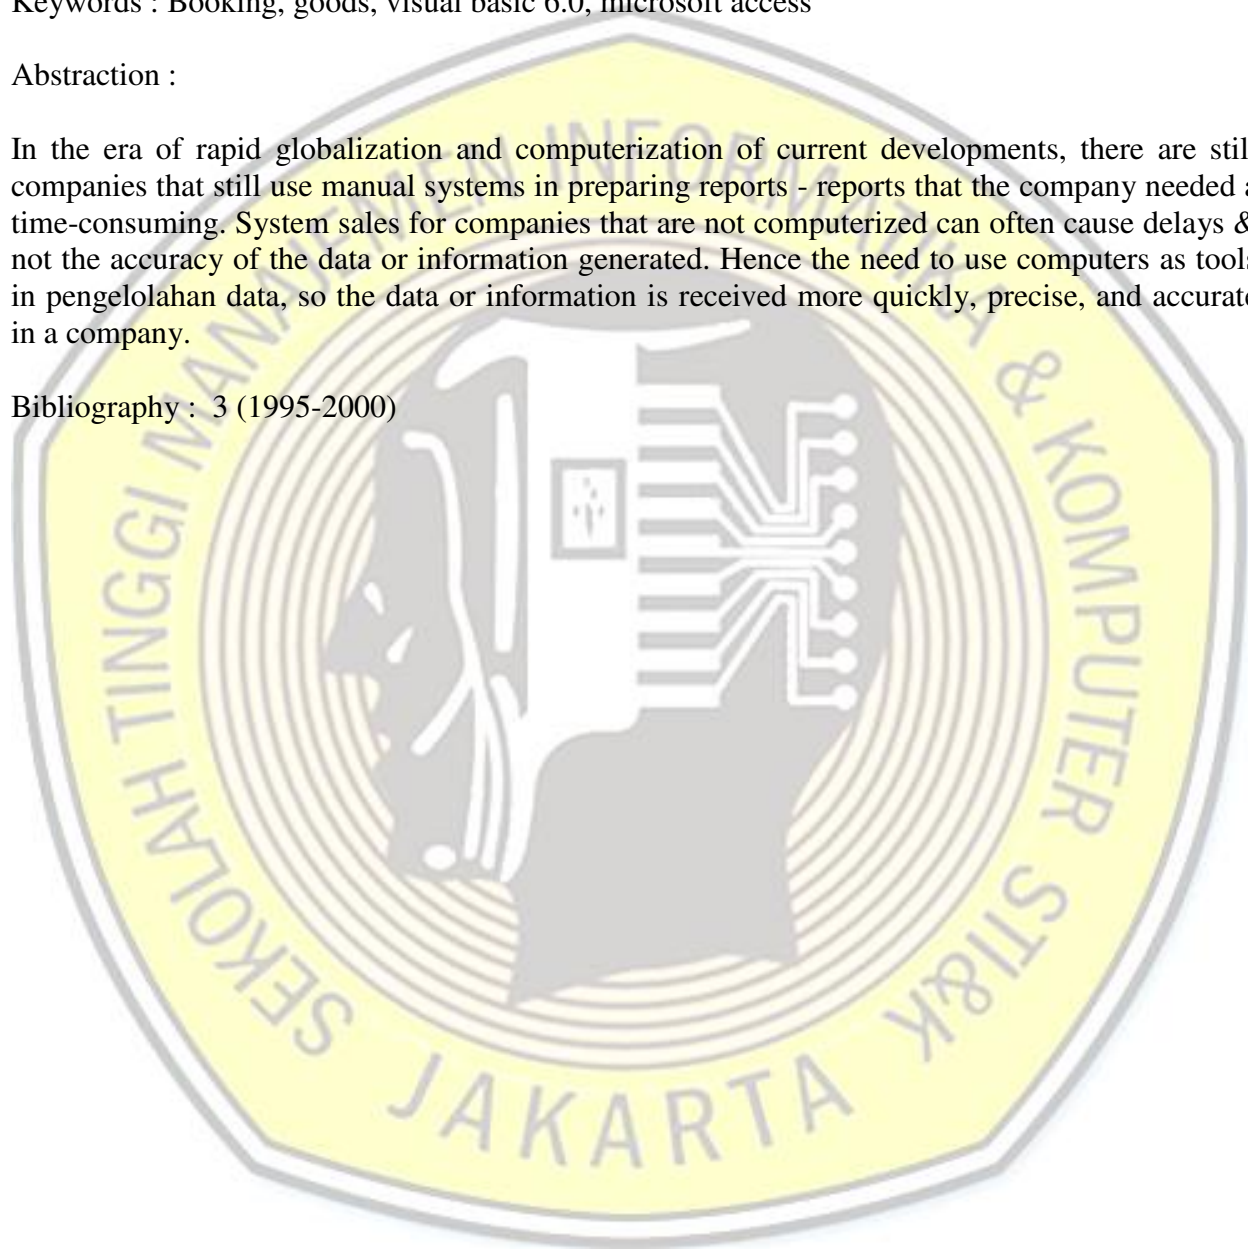 Keywords : Booking, goods, visual basic 6.0, microsoft access
Abstraction :
In the era of rapid globalization and computerization of current developments, there are stil
companies that still use manual systems in preparing reports - reports that the company needed a
time-consuming. System sales for companies that are not computerized can often cause delays &
not the accuracy of the data or information generated. Hence the need to use computers as tools
in pengelolahan data, so the data or information is received more quickly, precise, and accurate
in a company.
Bibliography : 3 (1995-2000)
SEKOLAH TINGGI MANAJEMEN INFORMATIKA & KOMPUTER STI&K
JAKARTA